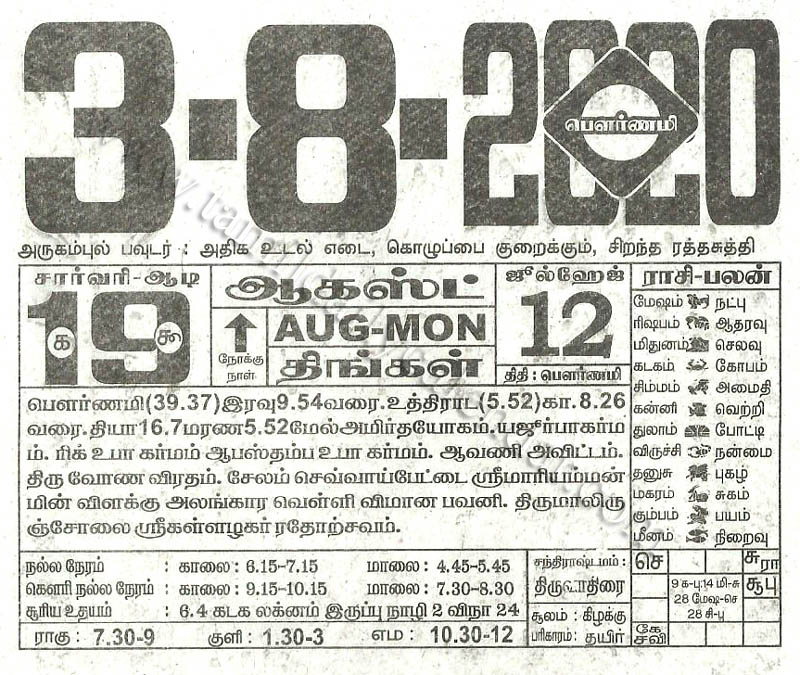 3-8-2020
பௌர்ணமி
அருகம்புல் பவுடர் : அதிக உடல் எடை, கொழுப்பை குறைக்கும், சிறந்த ரத்தசுத்தி
சார்வரி-ஆடி
19
க ௯
ஆகஸ்ட்
நோக்கு நாள்
AUG-MON
திங்கள்
ஜூல்ஹேஜ்
12
திதி : பௌர்ணமி
ராசி-பலன்
மேஷம் நட்பு
ரிஷபம் ஆதரவு
மிதுனம் செலவு
கடகம் கோபம்
சிம்மம் அமைதி
கன்னி வெற்றி
துலாம் போட்டி
விருச்சி நன்மை
தனுசு புகழ்
மகரம் சுகம்
கும்பம் பயம்
மீனம் நிறைவு
பௌர்ணமி(39.37)இரவு9.54வரை.உத்திராட(5.52)கா.8.26
வரை.தியா16.7மரண5.52மேல்அமிர்தயோகம்.யஜூர்பாகர்ம
ம். ரிக் உபா கர்மம் ஆபஸ்தம்ப உபா கர்மம். ஆவணி அவிட்டம்.
திரு வோண விரதம். சேலம் செவ்வாய்பேட்டை ஸ்ரீமாரியம்மன்
மின் விளக்கு அலங்கார வெள்ளி விமான பவனி. திருமாலிரு
ஞ்சோலை ஸ்ரீகள்ளழகர் ரதோற்சவம்.
நல்ல நேரம் : காலை: 6.15-7.15 மாலை: 4.45-5.45
கௌரி நல்ல நேரம் : காலை: 9.15-10.15 மாலை: 7.30-8.30
சூரிய உதயம் : 6.4 கடக லக்னம் இருப்பு நாழி 2 விநா 24
ராகு : 7.30-9 குளி : 1.30-3 எம : 10.30-12
சந்திராஷ்டமம் :
திருவாதிரை
சூலம் : கிழக்கு
பரிகாரம் : தயிர்
செ
சு
ரா
சூபு
9 க-பு:14 மி-சு
28 மேஷ-செ
28 சி-பு
கே
சவி
www.tamildailycalendar.com